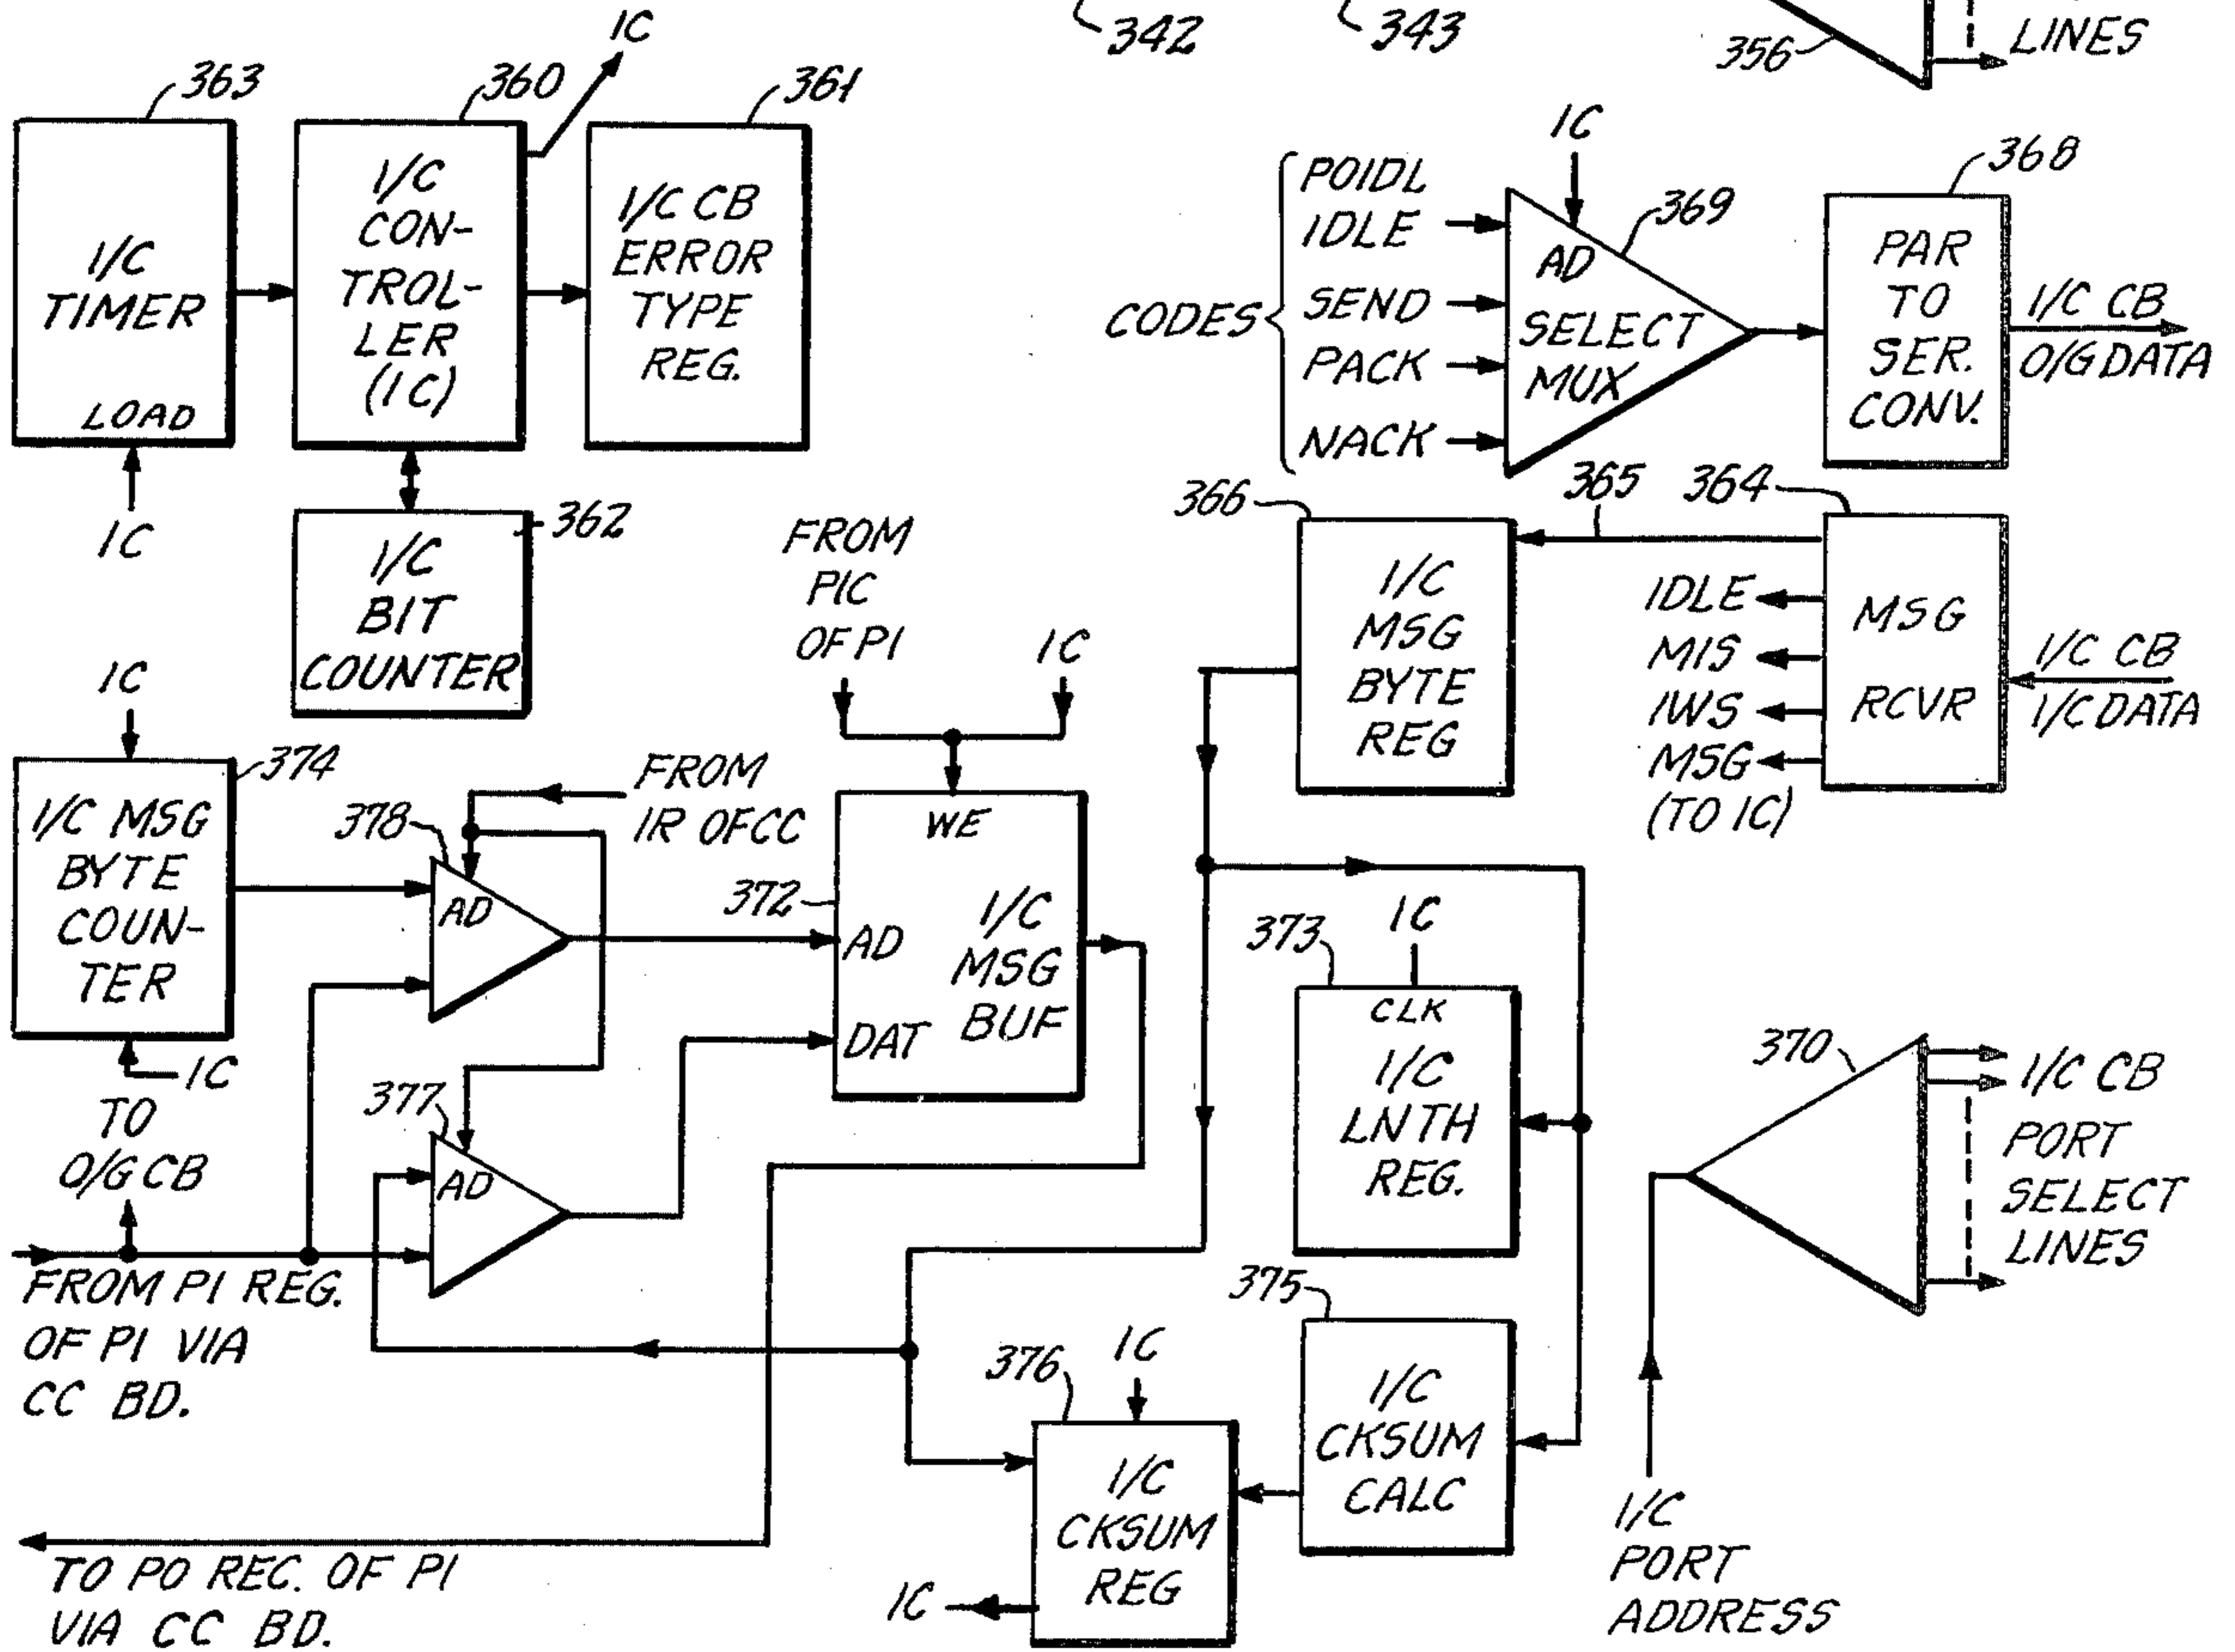 342
343
356
LINES
IC
363
360
361
I/C
TIMER
LOAD
IC
I/C
CON-
TROL-
LER
(IC)
I/C CB
ERROR
TYPE
REG.
362
I/C
BIT
COUNTER
IC
CODES
POIDL
IDLE
SEND
PACK
NACK
369
AD
SELECT
MUX
368
PAR
TO
SER.
CONV.
I/C CB
O/G DATA
366
365
364
I/C
MSG
BYTE
REG
IDLE
MIS
IWS
MSG
(TO IC)
MSG
RCVR
I/C CB
I/C DATA
FROM
PIC
OF PI
IC
IC
374
I/C MSG
BYTE
COUN-
TER
IC
TO
O/G CB
378
AD
FROM
IR OF CC
372
WE
AD
DAT
I/C
MSG
BUF
377
AD
FROM PI REG.
OF PI VIA
CC BD.
373
IC
CLK
I/C
LNTH
REG.
370
I/C CB
PORT
SELECT
LINES
375
I/C
CKSUM
CALC
376
IC
I/C
CKSUM
REG
IC
I/C
PORT
ADDRESS
TO PO REC. OF PI
VIA CC BD.